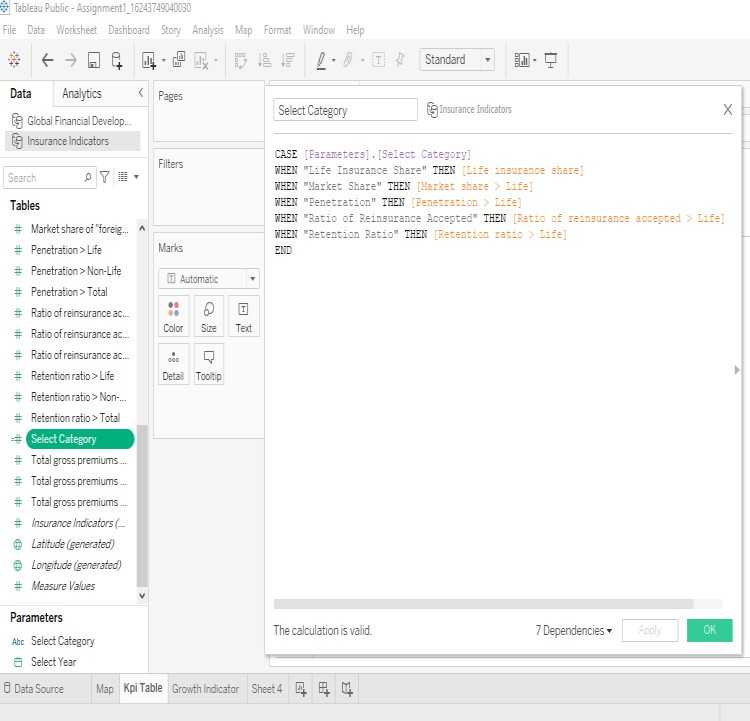 Tableau Public - Assignment1_16243749040030
File Data Worksheet Dashboard Story Analysis Map Format Window Help
Standard
Data Analytics
Global Financial Develop...
Insurance Indicators
Search
Tables
Market share of "foreig...
Penetration > Life
Penetration > Non-Life
Penetration > Total
Ratio of reinsurance ac...
Ratio of reinsurance ac...
Ratio of reinsurance ac...
Retention ratio > Life
Retention ratio > Non-...
Retention ratio > Total
Select Category
Total gross premiums ...
Total gross premiums ...
Total gross premiums ...
Insurance Indicators (...
Latitude (generated)
Longitude (generated)
Measure Values
Parameters
Abc Select Category
Select Year
Pages
Filters
Marks
Automatic
Color Size Text
Detail Tooltip
Select Category Insurance Indicators X
CASE [Parameters].[Select Category]
WHEN "Life Insurance Share" THEN [Life insurance share]
WHEN "Market Share" THEN [Market share > Life]
WHEN "Penetration" THEN [Penetration > Life]
WHEN "Ratio of Reinsurance Accepted" THEN [Ratio of reinsurance accepted > Life]
WHEN "Retention Ratio" THEN [Retention ratio > Life]
END
The calculation is valid. 7 Dependencies Apply OK
Data Source Map Kpi Table Growth Indicator Sheet 4